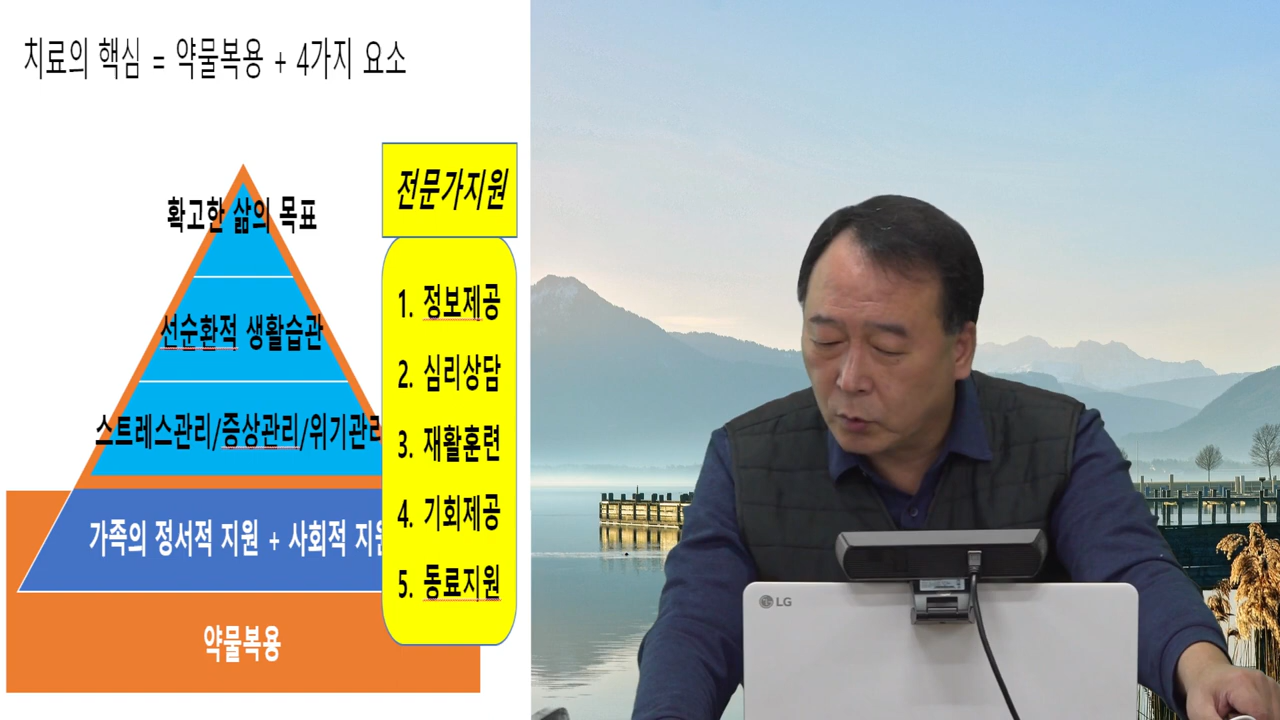 치료의 핵심 = 약물복용 + 4가지 요소
전문가지원
확고한 삶의 목표
선순환적 생활습관
스트레스관리/증상관리/위기관리
가족의 정서적 지원 + 사회적 지원
약물복용
1. 정보제공
2. 심리상담
3. 재활훈련
4. 기회제공
5. 동료지원
LG